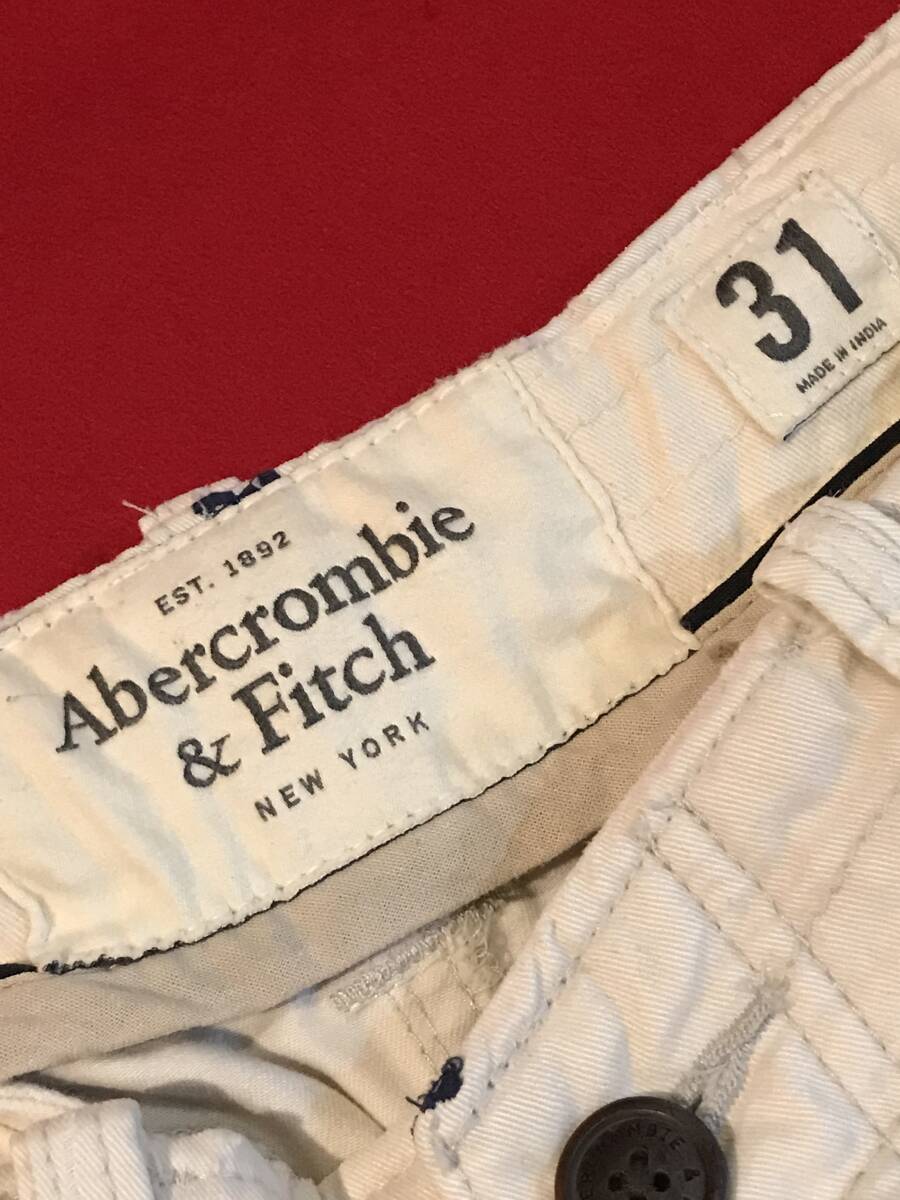 EST. 1892
Abercrombie
& Fitch
NEW YORK
31
MADE IN INDIA